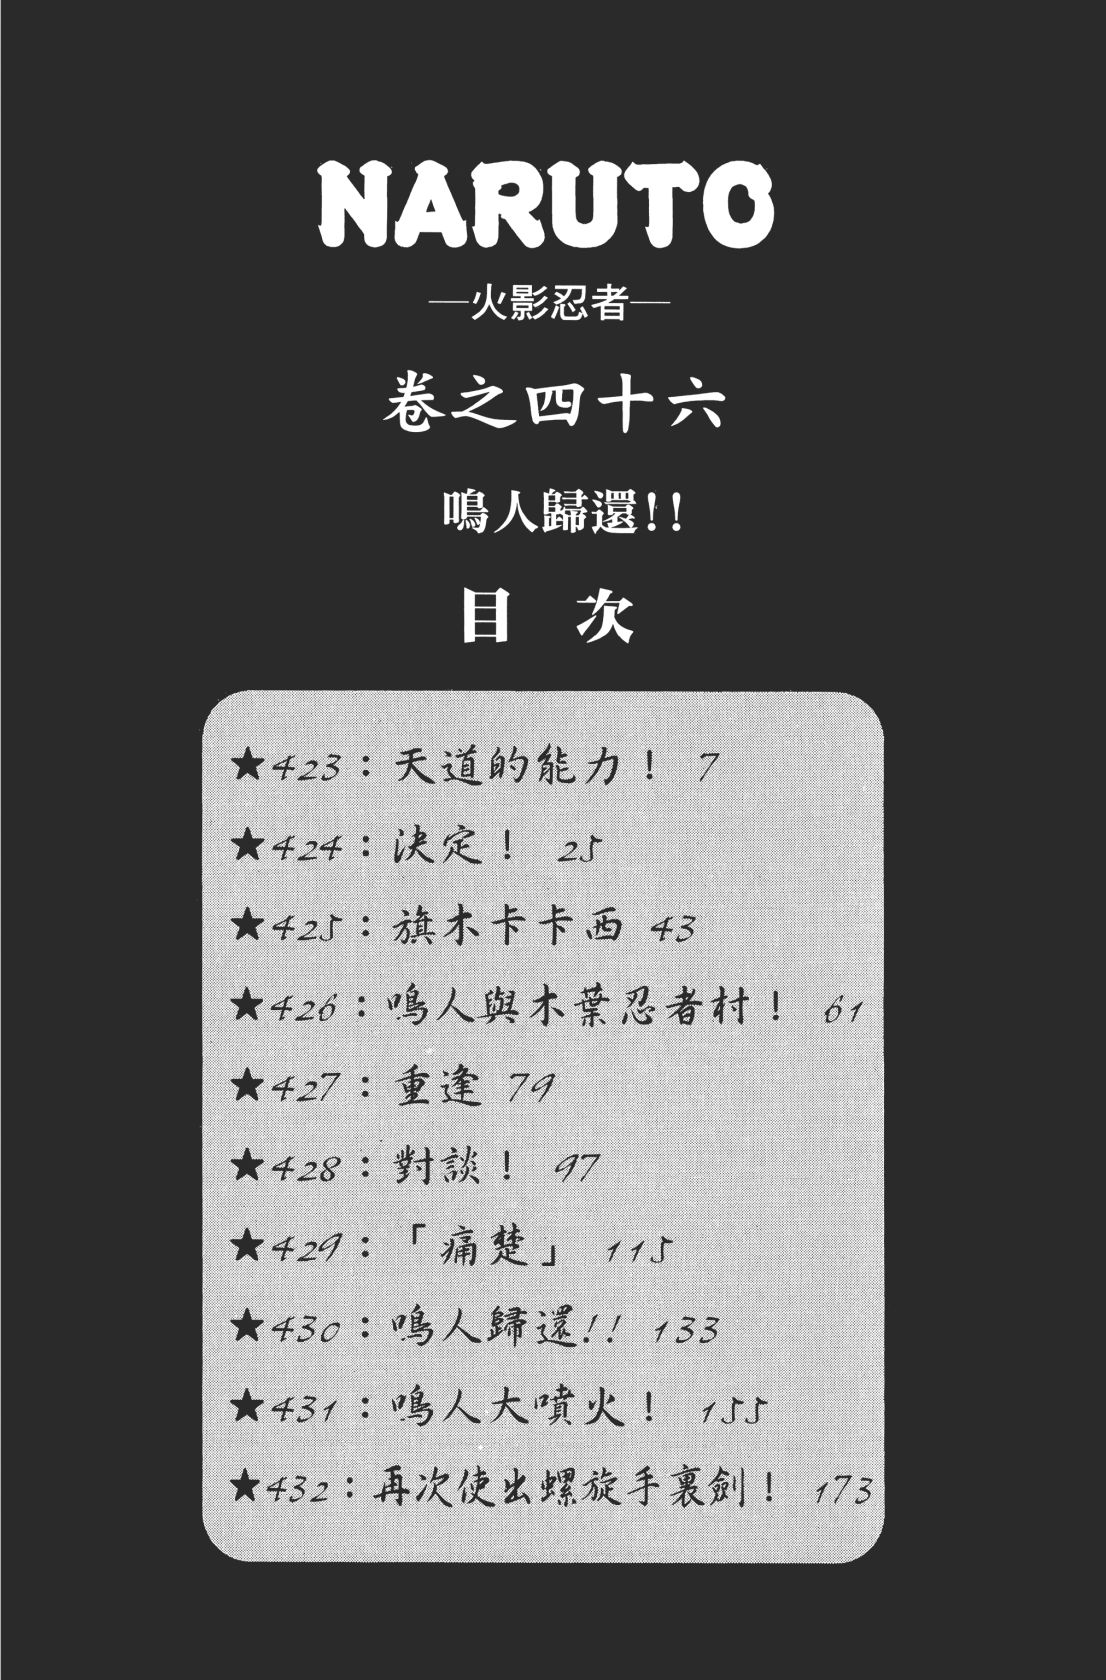 NARUTO
—火影忍者—
卷之四十六
鳴人歸還!!
目 次
★423：天道的能力！ 7
★424：決定！ 25
★425：旗木卡卡西 43
★426：鳴人與木葉忍者村！ 61
★427：重逢 79
★428：對談！ 97
★429：「痛楚」 115
★430：鳴人歸還!! 133
★431：鳴人大噴火！ 155
★432：再次使出螺旋手裏劍！ 173